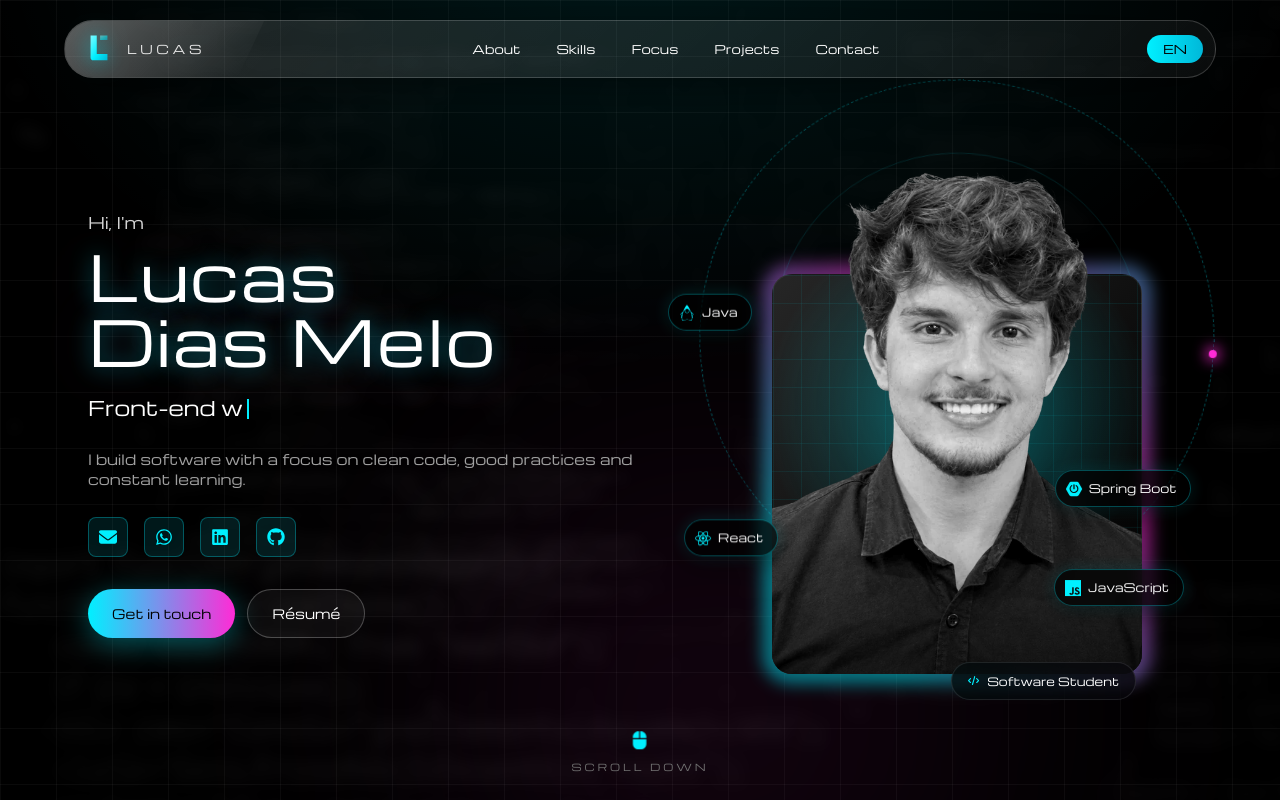 LUCAS
About
Skills
Focus
Projects
Contact
EN
Hi, I'm
Lucas
Dias Melo
Front-end w
I build software with a focus on clean code, good practices and
constant learning.
Get in touch
Résumé
Java
Spring Boot
React
JavaScript
Software Student
SCROLL DOWN